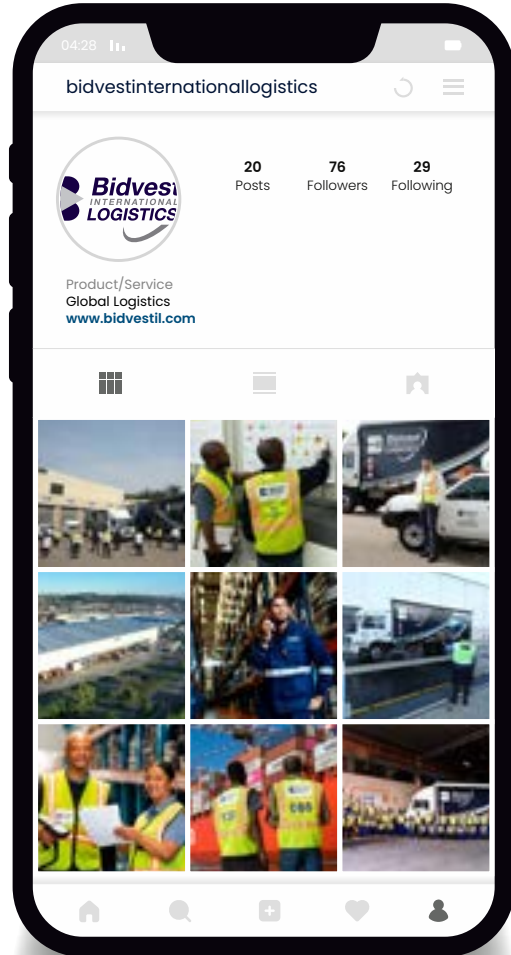 04:28
bidvestinternationallogistics
Bidvest
INTERNATIONAL
LOGISTICS
20
Posts
76
Followers
29
Following
Product/Service
Global Logistics
www.bidvestil.com